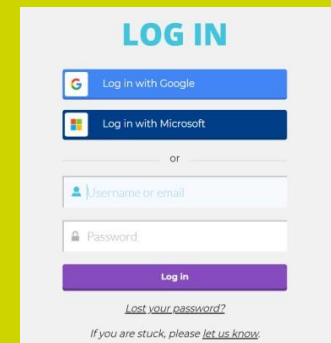 LOG IN
Log in with Google
Log in with Microsoft
or
Username or email
Password
Log in
Lost your password?
If you are stuck, please let us know.